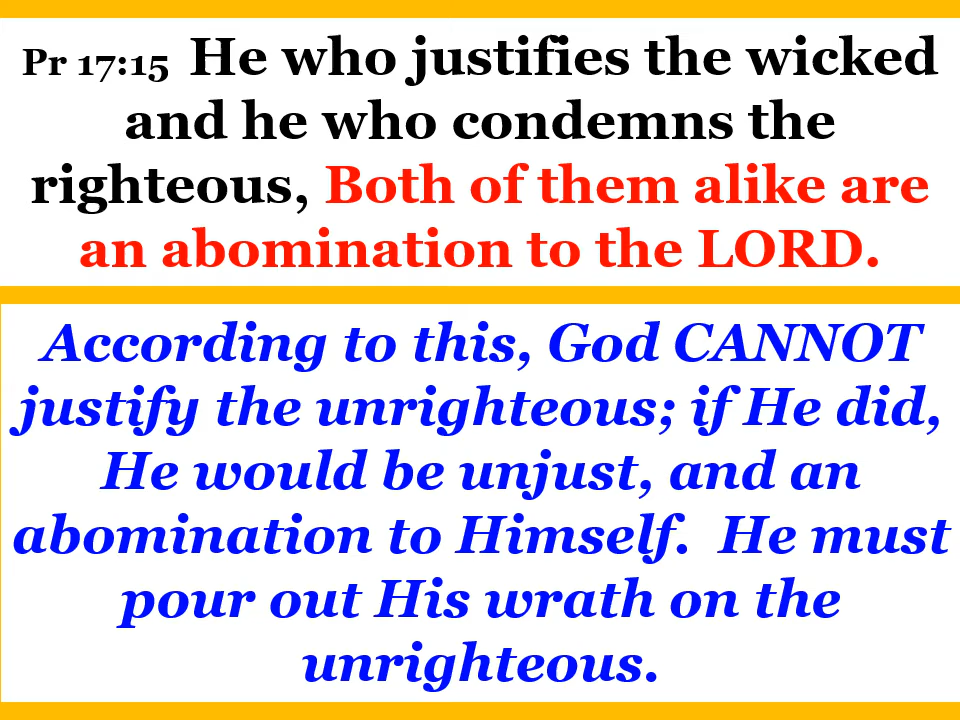 Pr 17:15 He who justifies the wicked
and he who condemns the
righteous, Both of them alike are
an abomination to the LORD.
According to this, God CANNOT
justify the unrighteous; if He did,
He would be unjust, and an
abomination to Himself. He must
pour out His wrath on the
unrighteous.